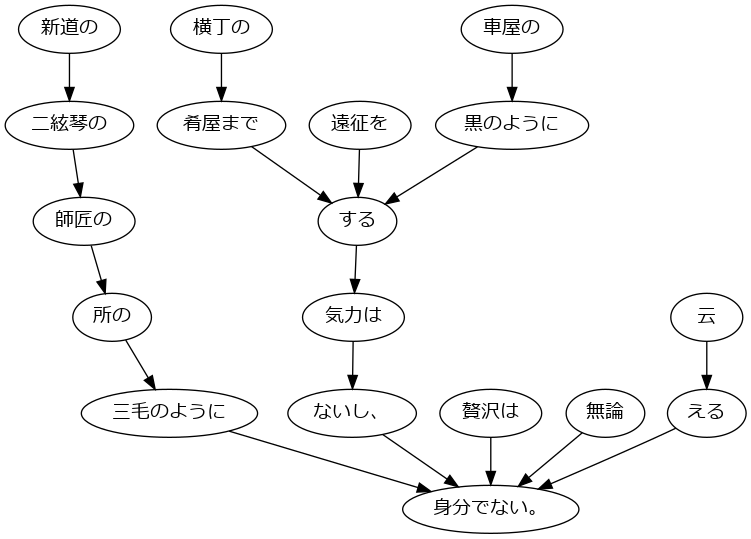 新道の
横丁の
車屋の
二絃琴の
肴屋まで
遠征を
黒のように
師匠の
する
所の
気力は
云
三毛のように
ないし、
贅沢は
無論
える
身分でない。